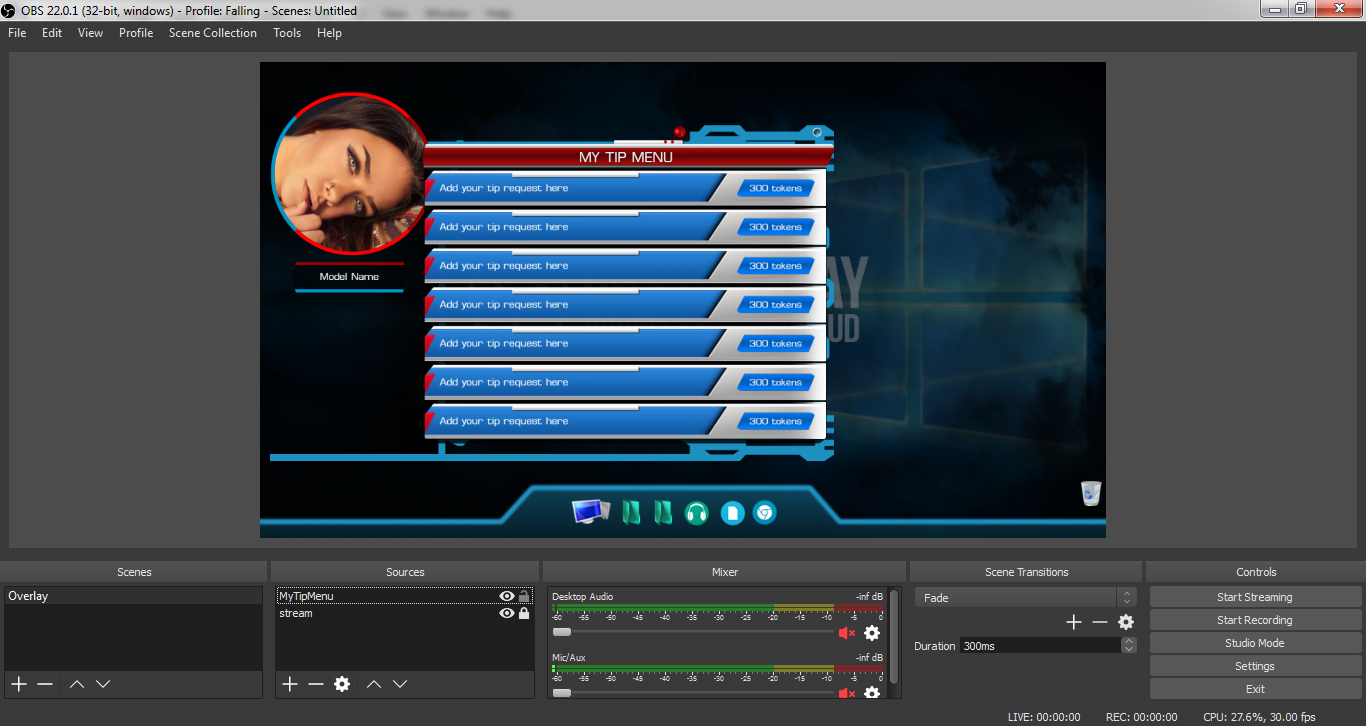 OBS 22.0.1 (32-bit, windows) - Profile: Falling - Scenes: Untitled
File Edit View Profile Scene Collection Tools Help
MY TIP MENU
Add your tip request here 300 tokens
Add your tip request here 300 tokens
Add your tip request here 300 tokens
Model Name
Add your tip request here 300 tokens
Add your tip request here 300 tokens
Add your tip request here 300 tokens
Add your tip request here 300 tokens
Scenes
Overlay
Sources
MyTipMenu
stream
Mixer
Desktop Audio -inf dB
-60 -55 -50 -45 -40 -35 -30 -25 -20 -15 -10 -5 0
Mic/Aux -inf dB
-60 -55 -50 -45 -40 -35 -30 -25 -20 -15 -10 -5 0
Scene Transitions
Fade
Duration 300ms
Controls
Start Streaming
Start Recording
Studio Mode
Settings
Exit
LIVE: 00:00:00 REC: 00:00:00 CPU: 27.6%, 30.00 fps